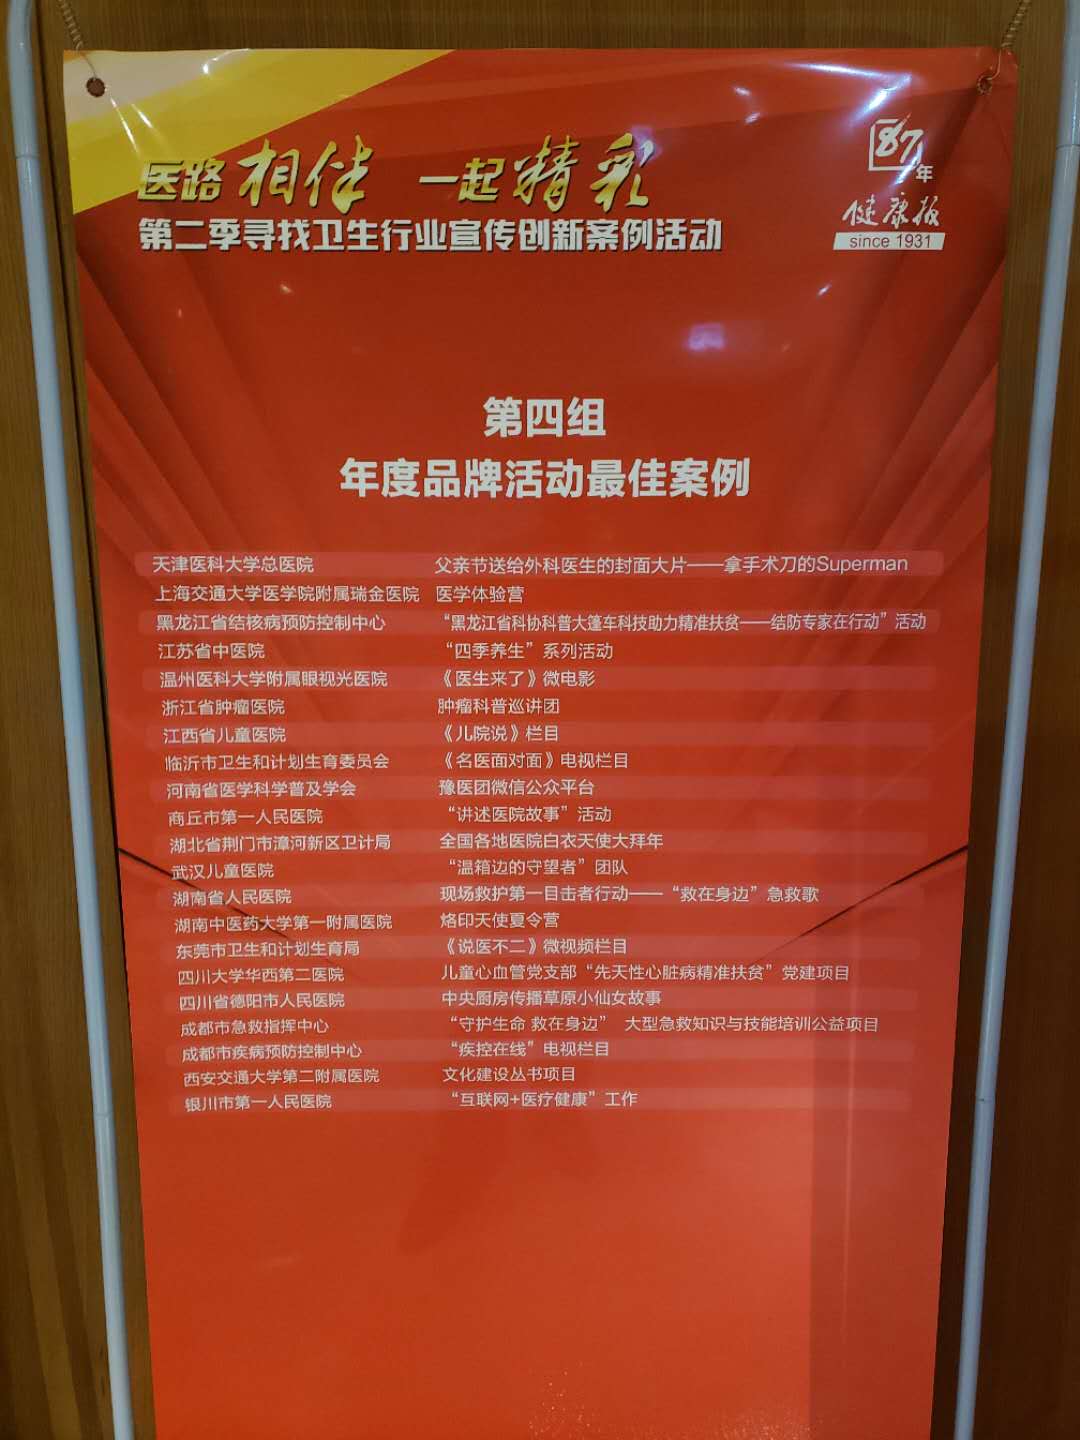 医路相伴 一起精彩
第二季寻找卫生行业宣传创新案例活动
87年
健康报
since 1931
第四组
年度品牌活动最佳案例
天津医科大学总医院 父亲节送给外科医生的封面大片——拿手术刀的Superman
上海交通大学医学院附属瑞金医院 医学体验营
黑龙江省结核病预防控制中心 “黑龙江省科协科普大篷车科技助力精准扶贫——结防专家在行动”活动
江苏省中医院 “四季养生”系列活动
温州医科大学附属眼视光医院 《医生来了》微电影
浙江省肿瘤医院 肿瘤科普巡讲团
江西省儿童医院 《儿院说》栏目
临沂市卫生和计划生育委员会 《名医面对面》电视栏目
河南省医学科学普及学会 豫医团微信公众平台
商丘市第一人民医院 “讲述医院故事”活动
湖北省荆门市漳河新区卫计局 全国各地医院白衣天使大拜年
武汉儿童医院 “温箱边的守望者”团队
湖南省人民医院 现场救护第一目击者行动——“救在身边”急救歌
湖南中医药大学第一附属医院 烙印天使夏令营
东莞市卫生和计划生育局 《说医不二》微视频栏目
四川大学华西第二医院 儿童心血管党支部“先天性心脏病精准扶贫”党建项目
四川省德阳市人民医院 中央厨房传播草原小仙女故事
成都市急救指挥中心 “守护生命 救在身边” 大型急救知识与技能培训公益项目
成都市疾病预防控制中心 “疾控在线”电视栏目
西安交通大学第二附属医院 文化建设丛书项目
银川市第一人民医院 “互联网+医疗健康”工作